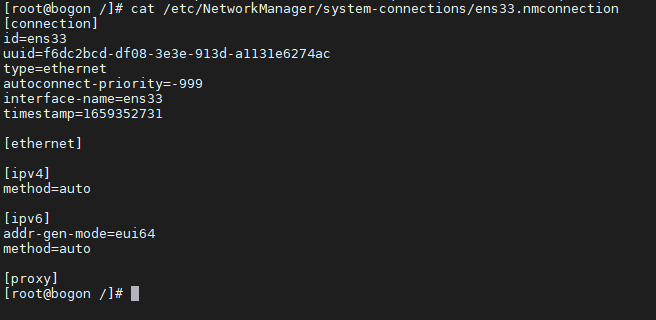 [root@bogon /]# cat /etc/NetworkManager/system-connections/ens33.nmconnection
[connection]
id=ens33
uuid=f6dc2bcd-df08-3e3e-913d-a1131e6274ac
type=ethernet
autoconnect-priority=-999
interface-name=ens33
timestamp=1659352731

[ethernet]

[ipv4]
method=auto

[ipv6]
addr-gen-mode=eui64
method=auto

[proxy]
[root@bogon /]#